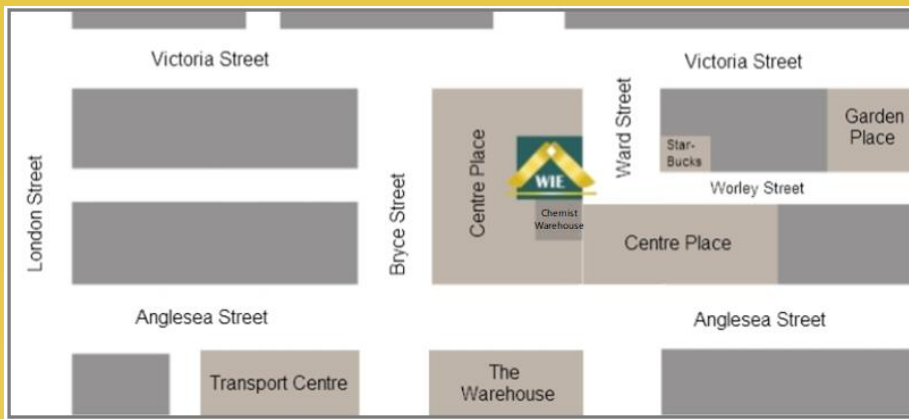 Victoria Street
Victoria Street
London Street
Bryce Street
Centre Place
Ward Street
Garden
Place
Star-
Bucks
WIE
Worley Street
Chemist
Warehouse
Centre Place
Anglesea Street
Anglesea Street
Transport Centre
The
Warehouse